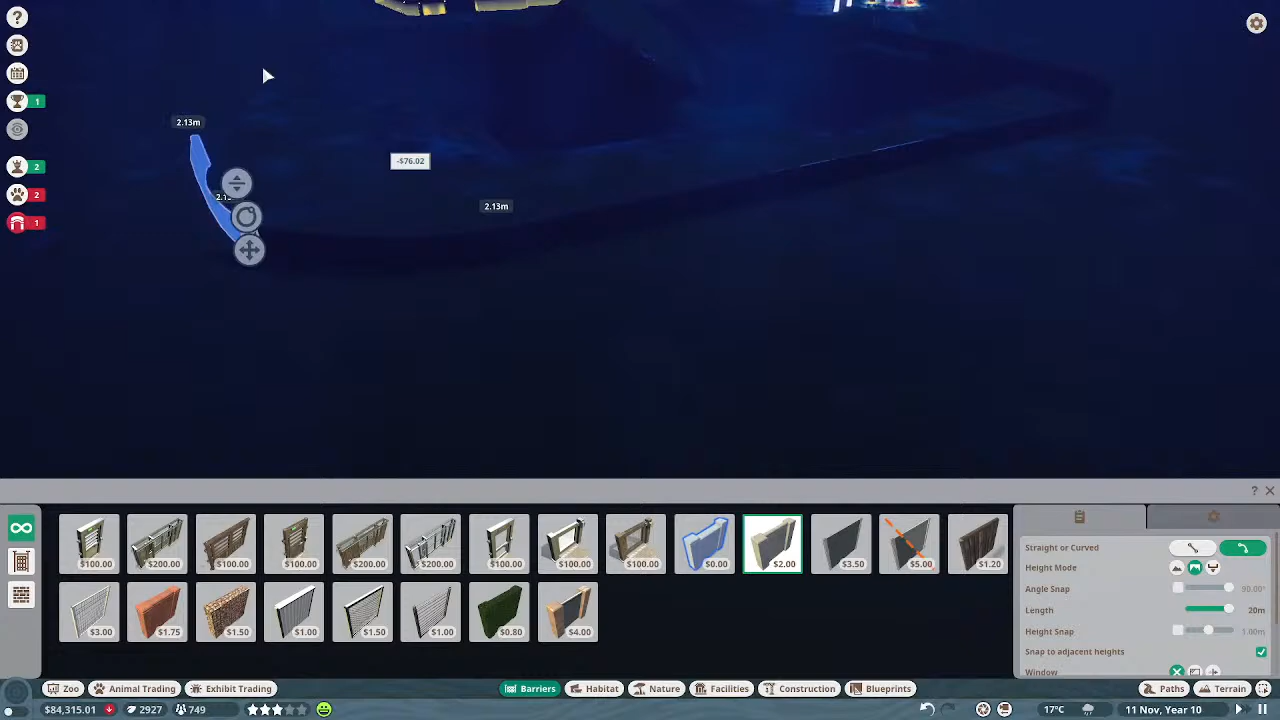 ?
1
2
2
1
2.13m
-$76.02
2.13m
?
$100.00 $200.00 $100.00 $100.00 $200.00 $200.00 $100.00 $100.00 $100.00 $0.00 $2.00 $3.50 $5.00 $1.20
$3.00 $1.75 $1.50 $1.00 $1.50 $1.00 $0.80 $4.00
Straight or Curved
Height Mode
Angle Snap 90.00°
Length 20m
Height Snap 1.00m
Snap to adjacent heights
Window
Zoo Animal Trading Exhibit Trading Barriers Habitat Nature Facilities Construction Blueprints Paths Terrain
$84,315.01 2927 749 17°C 11 Nov, Year 10